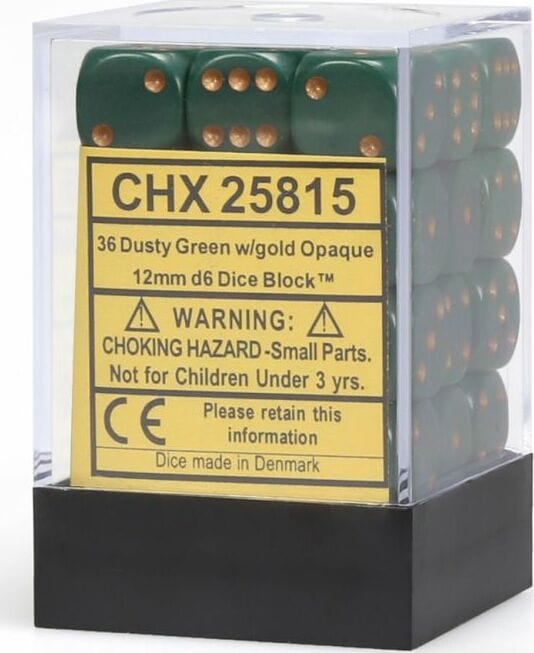 CHX 25815
36 Dusty Green w/gold Opaque
12mm d6 Dice Block™
WARNING:
CHOKING HAZARD -Small Parts.
Not for Children Under 3 yrs.
CE
Please retain this
information
Dice made in Denmark